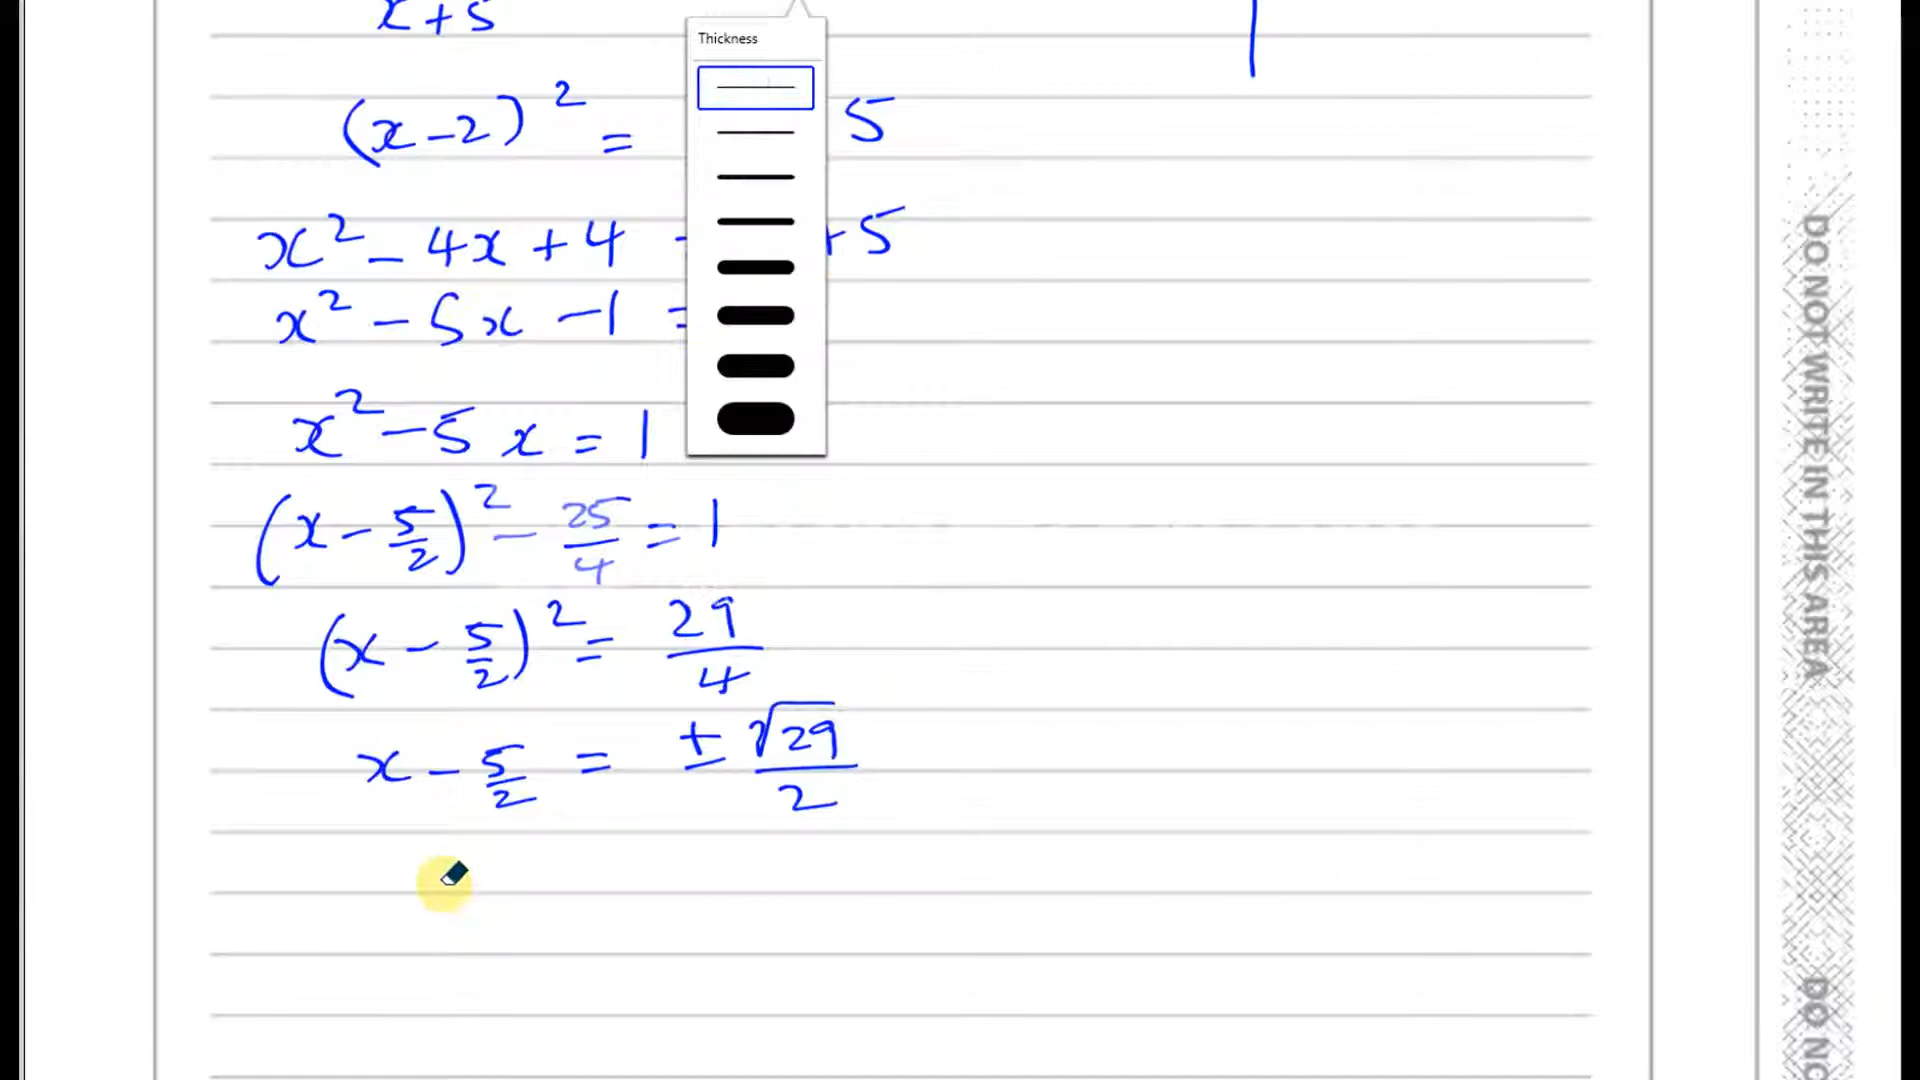 x+5
Thickness
(x-2)² = 5
x² - 4x + 4 +5
x² - 5x - 1 =
x² - 5x = 1
(x - 5/2)² - 25/4 = 1
(x - 5/2)² = 29/4
x - 5/2 = ± √29/2
DO NOT WRITE IN THIS AREA
DO NO